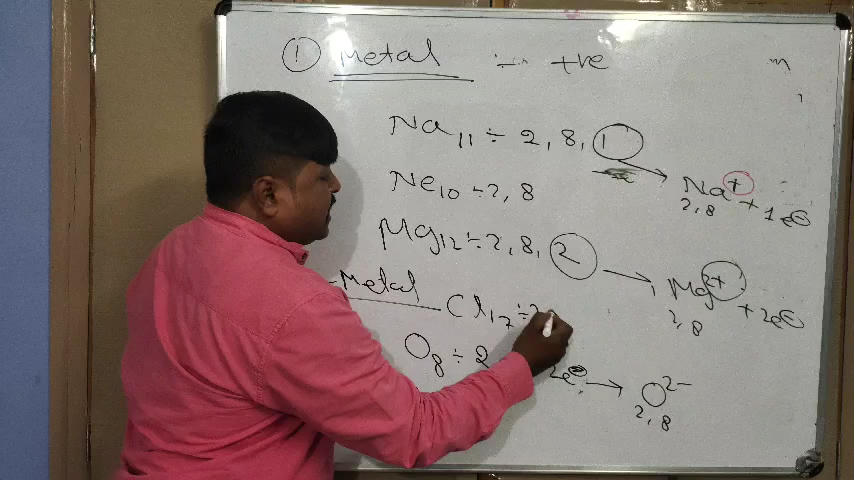 ① Metal :- +ve
Na₁₁ ÷ 2, 8, 1 → Na⁺ + 1e⊖
2, 8
Ne₁₀ ÷ 2, 8
Mg₁₂ ÷ 2, 8, 2 → Mg²⁺ + 2e⊖
2, 8
-Metal Cl₁₇ ÷ 2
O₈ ÷ 2 2e⊖ → O²⁻
2, 8